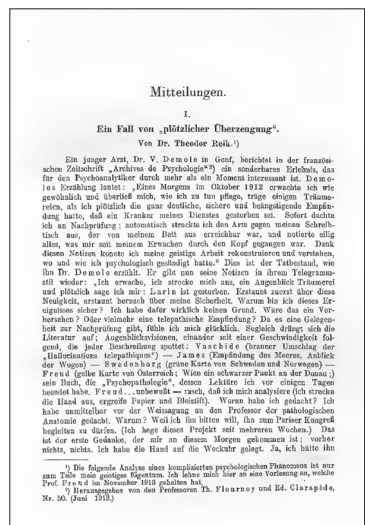 Mitteilungen.
I.
Ein Fall von „plötzlicher Überzeugung“.
Von Dr. Theodor Reik.¹)
Ein junger Arzt, Dr. V. Demole in Genf, berichtet in der französi-
schen Zeitschrift „Archives de Psychologie“²) ein sonderbares Erlebnis, das
für den Psychoanalytiker durch mehr als ein Moment interessant ist. Demo-
les Erzählung lautet: „Eines Morgens im Oktober 1912 erwachte ich wie
gewöhnlich und überließ mich, wie ich zu tun pflege, träge einigen Träume-
reien, als ich plötzlich die ganz deutliche, sichere und beängstigende Empfin-
dung hatte, daß ein Kranker meines Dienstes gestorben sei. Sofort dachte
ich an Nachprüfung; automatisch streckte ich den Arm gegen meinen Schreib-
tisch aus, der von meinem Bett aus erreichbar war, und notierte eilig
alles, was mir seit meinem Erwachen durch den Kopf gegangen war. Dank
diesen Notizen konnte ich meine geistige Arbeit rekonstruieren und verstehen,
wo und wie ich psychologisch gesündigt hatte.“ Dies ist der Tatbestand, wie
ihn Dr. Demole erzählt. Er gibt nun seine Notizen in ihrem Telegramm-
stil wieder: „Ich erwache, ich strecke mich aus, ein Augenblick Träumerei
und plötzlich sage ich mir: Larin ist gestorben. Erstaunt zuerst über diese
Neuigkeit, erstaunt hernach über meine Sicherheit. Warum bin ich dieses Er-
eignisses sicher? Ich habe dafür wirklich keinen Grund. Wäre das ein Vor-
hersehen? Oder vielmehr eine telepathische Empfindung? Da es eine Gelegen-
heit zur Nachprüfung gibt, fühle ich mich glücklich. Sogleich drängt sich die
Literatur auf; Augenblickvisionen, einander mit einer Geschwindigkeit fol-
gend, die jeder Beschreibung spottet: Vaschide (brauner Umschlag der
„Hallucinations telepathiques“) — James (Empfindung des Meeres, Anblick
der Wogen) — Swedenborg (grüne Karte von Schweden und Norwegen) —
Freud (gelbe Karte von Österreich; Wien ein schwarzer Punkt an der Donau;)
sein Buch, die „Psychopathologie“, dessen Lektüre ich vor einigen Tagen
beendet habe. Freud... unbewußt — rasch, daß ich mich analysiere (ich strecke
die Hand aus, ergreife Papier und Bleistift). Woran habe ich gedacht? Ich
habe unmittelbar vor der Weissagung an den Professor der pathologischen
Anatomie gedacht. Warum? Weil ich ihn bitten will, ihn zum Pariser Kongreß
begleiten zu dürfen. (Ich hege dieses Projekt seit mehreren Wochen.) Das
ist der erste Gedanke, der mir an diesem Morgen gekommen ist; vorher
nichts, nichts. Ich habe die Hand auf die Weckuhr gelegt. Ja, ich hätte ihn
¹) Die folgende Analyse eines komplizierten psychologischen Phänomens ist nur
zum Teile mein geistiges Eigentum. Ich lehne mich hier an eine Vorlesung an, welche
Prof. Freud im November 1913 gehalten hat.
²) Herausgegeben von den Professoren Th. Flournoy und Ed. Claparède,
Nr. 50. (Juni 1913.)